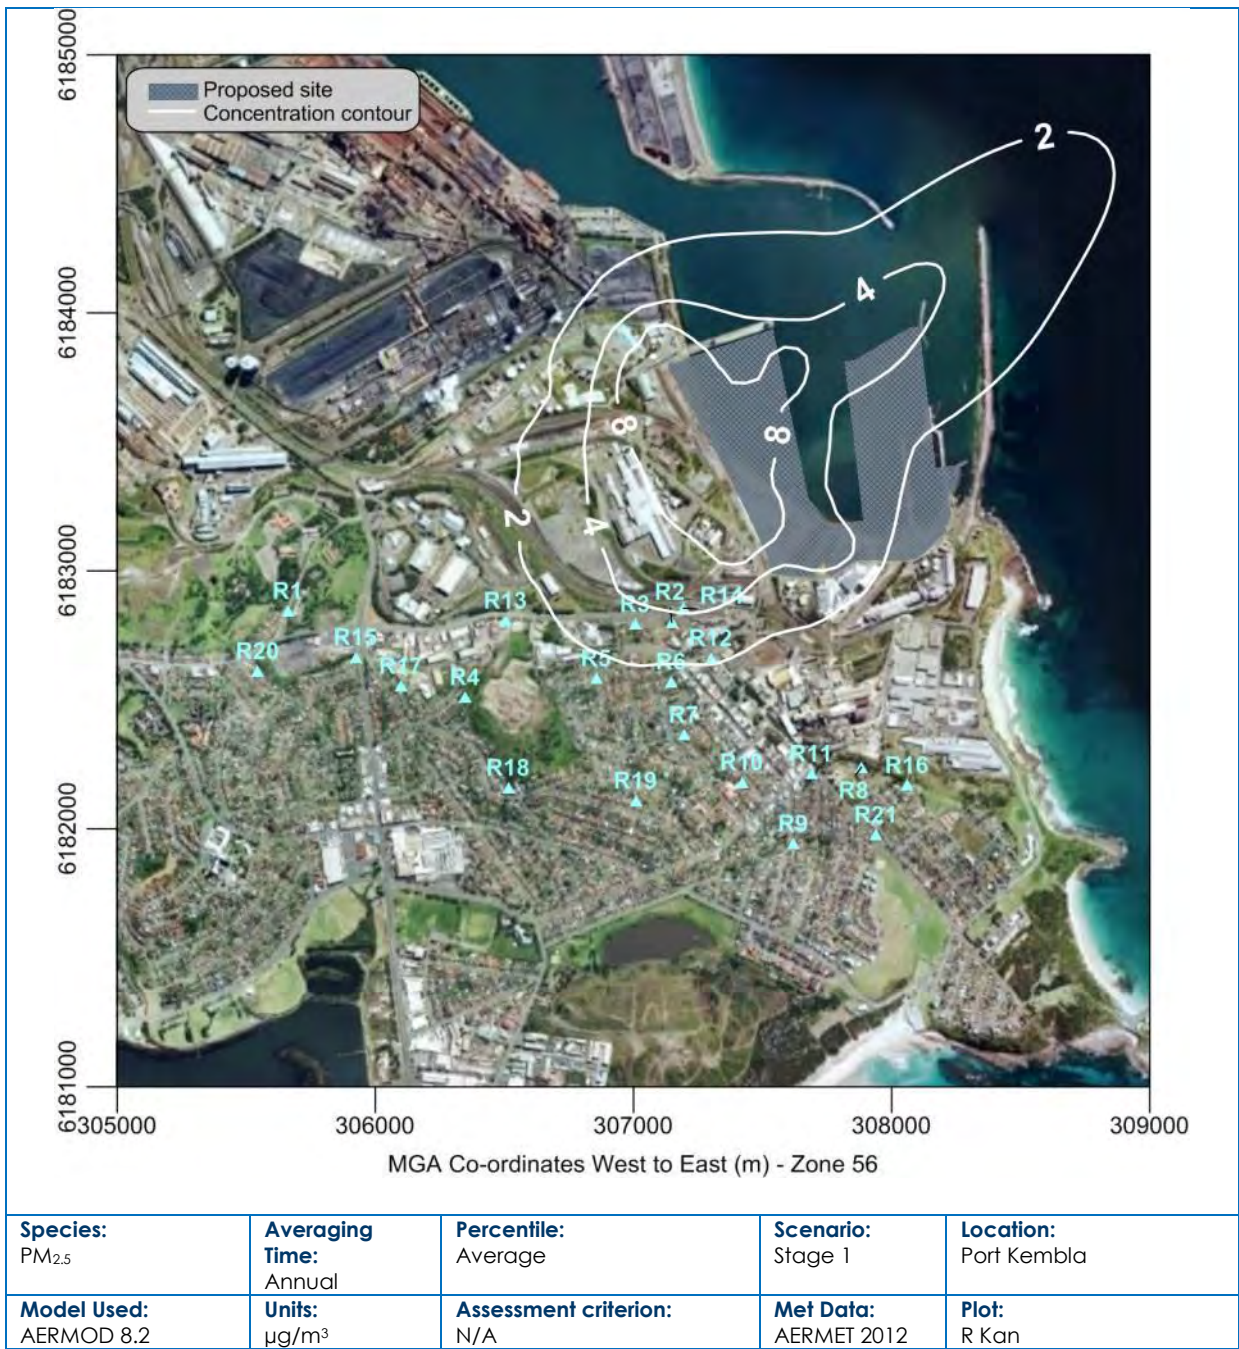 6185000
Proposed site
Concentration contour
2
6184000
4
8
8
2
4
6183000
R1
R13
R3
R2
R14
R15
R12
R20
R17
R4
R5
R6
R7
R18
R19
R10
R11
R8
R16
6182000
R9
R21
6181000
305000
306000
307000
308000
309000
MGA Co-ordinates West to East (m) - Zone 56
Species:
PM2.5
Averaging
Time:
Annual
Percentile:
Average
Scenario:
Stage 1
Location:
Port Kembla
Model Used:
AERMOD 8.2
Units:
µg/m³
Assessment criterion:
N/A
Met Data:
AERMET 2012
Plot:
R Kan